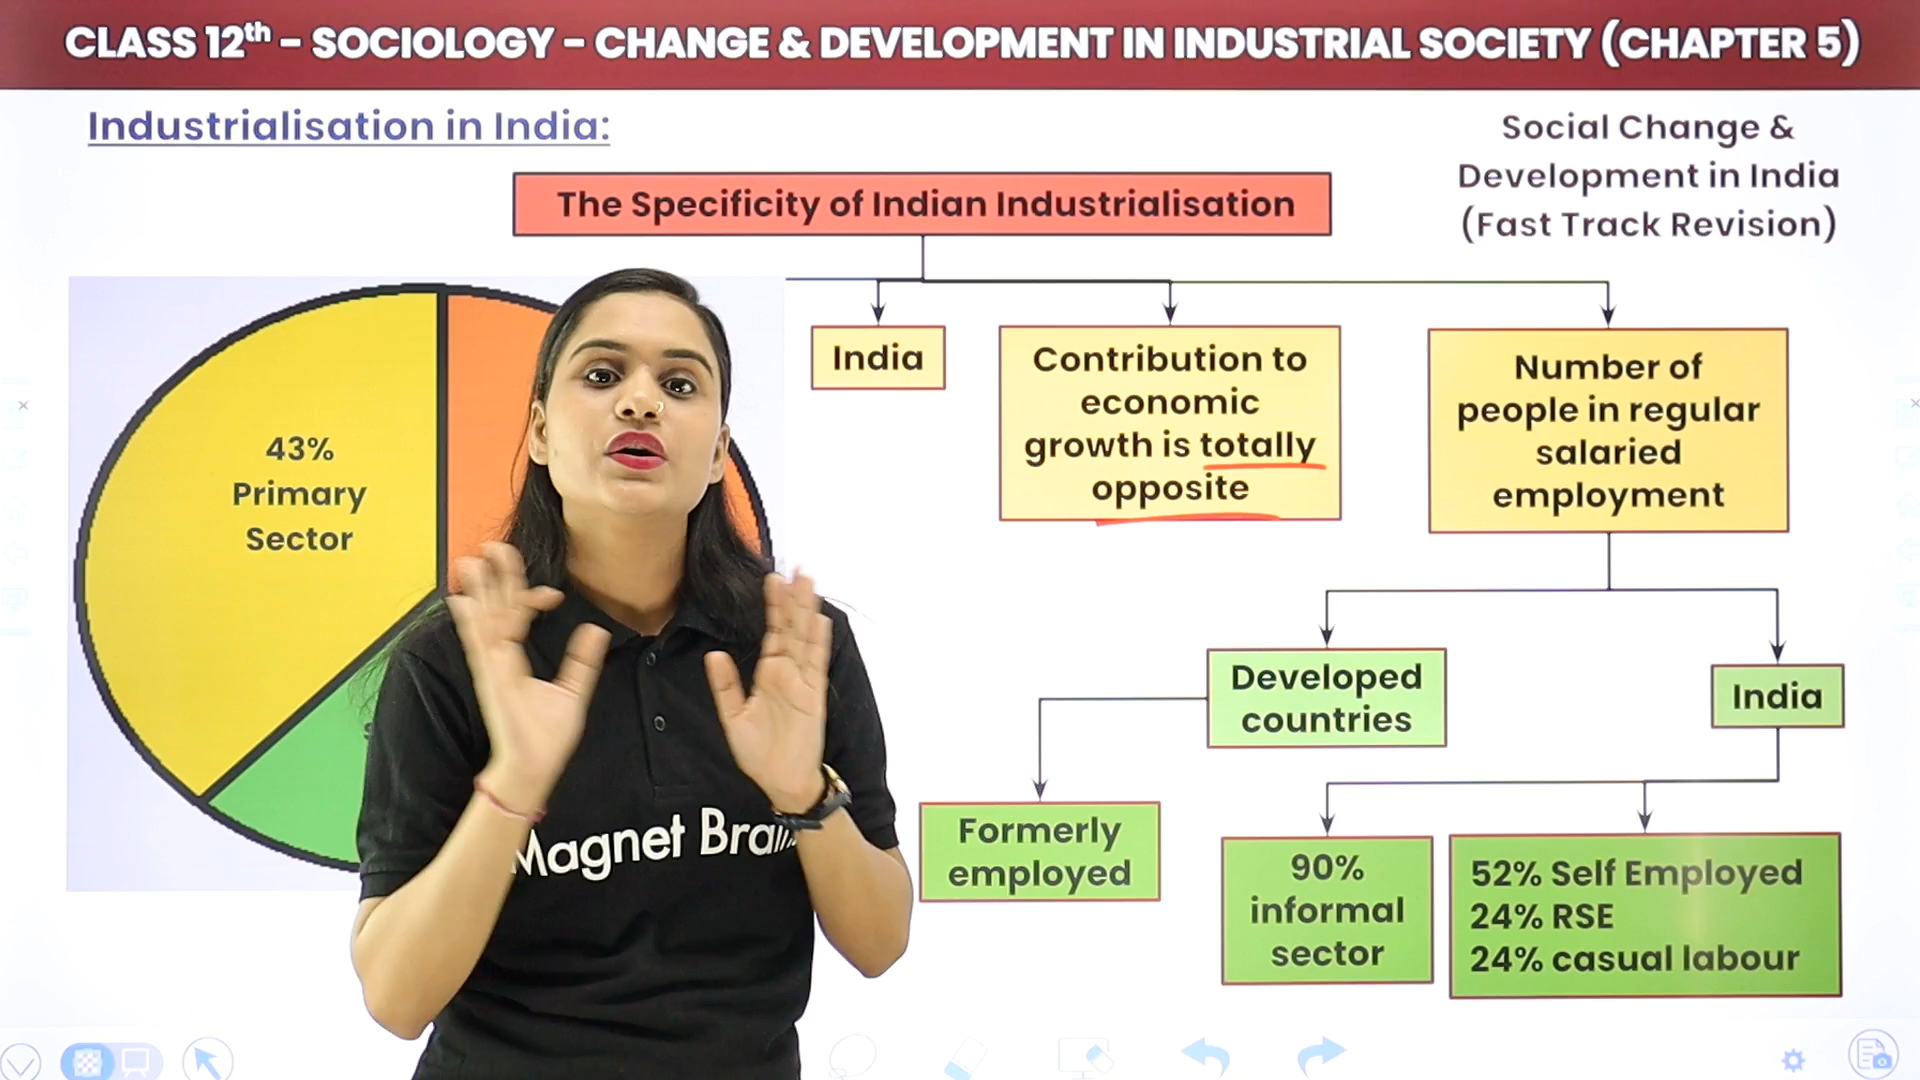 CLASS 12th - SOCIOLOGY - CHANGE & DEVELOPMENT IN INDUSTRIAL SOCIETY (CHAPTER 5)
Industrialisation in India:
Social Change &
Development in India
(Fast Track Revision)
The Specificity of Indian Industrialisation
India
Contribution to
economic
growth is totally
opposite
Number of
people in regular
salaried
employment
43%
Primary
Sector
Developed
countries
India
Formerly
employed
90%
informal
sector
52% Self Employed
24% RSE
24% casual labour
Magnet